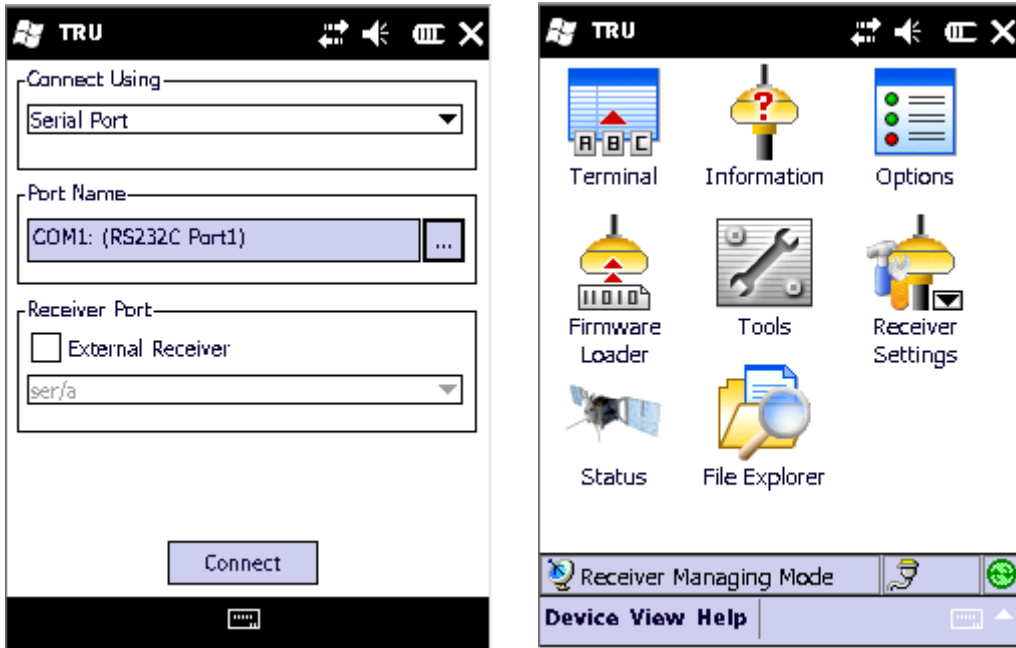 TRU
Connect Using
Serial Port
Port Name
COM1: (RS232C Port1)
...
Receiver Port
External Receiver
ser/a
Connect
TRU
A B C
Terminal
Information
Options
Firmware
Loader
Tools
Receiver
Settings
Status
File Explorer
Receiver Managing Mode
Device View Help